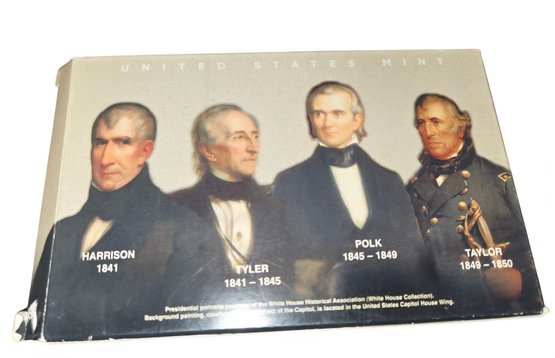 UNITED STATES MINT
HARRISON
1841
TYLER
1841 – 1845
POLK
1845 – 1849
TAYLOR
1849 – 1850
Presidential portraits of the White House Historical Association (White House Collection).
Background painting, of the Capitol, is located in the United States Capitol House Wing.